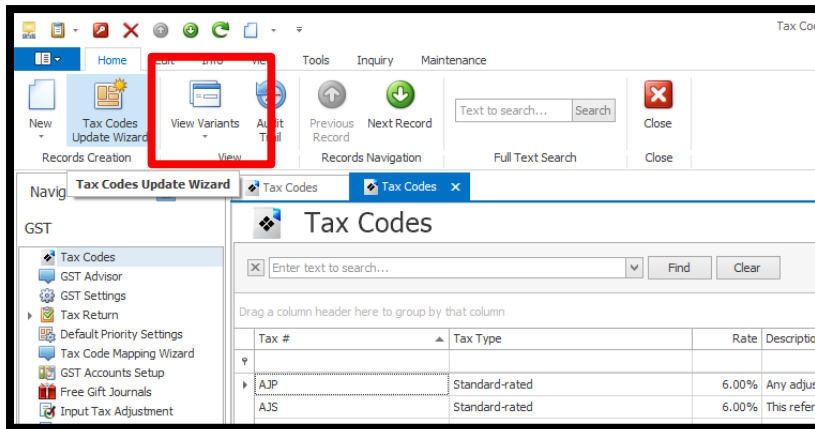 Tax Co
Home Edit Info View Tools Inquiry Maintenance
New Tax Codes Update Wizard View Variants Audit Trail Previous Record Next Record Text to search... Search Close
Records Creation View Records Navigation Full Text Search Close
Tax Codes Update Wizard
Navig
Tax Codes Tax Codes
GST
Tax Codes
Tax Codes
GST Advisor
GST Settings
Tax Return
Default Priority Settings
Tax Code Mapping Wizard
GST Accounts Setup
Free Gift Journals
Input Tax Adjustment
Enter text to search... Find Clear
Drag a column header here to group by that column
Tax # Tax Type Rate Descriptio
AJP Standard-rated 6.00% Any adjus
AJS Standard-rated 6.00% This refer